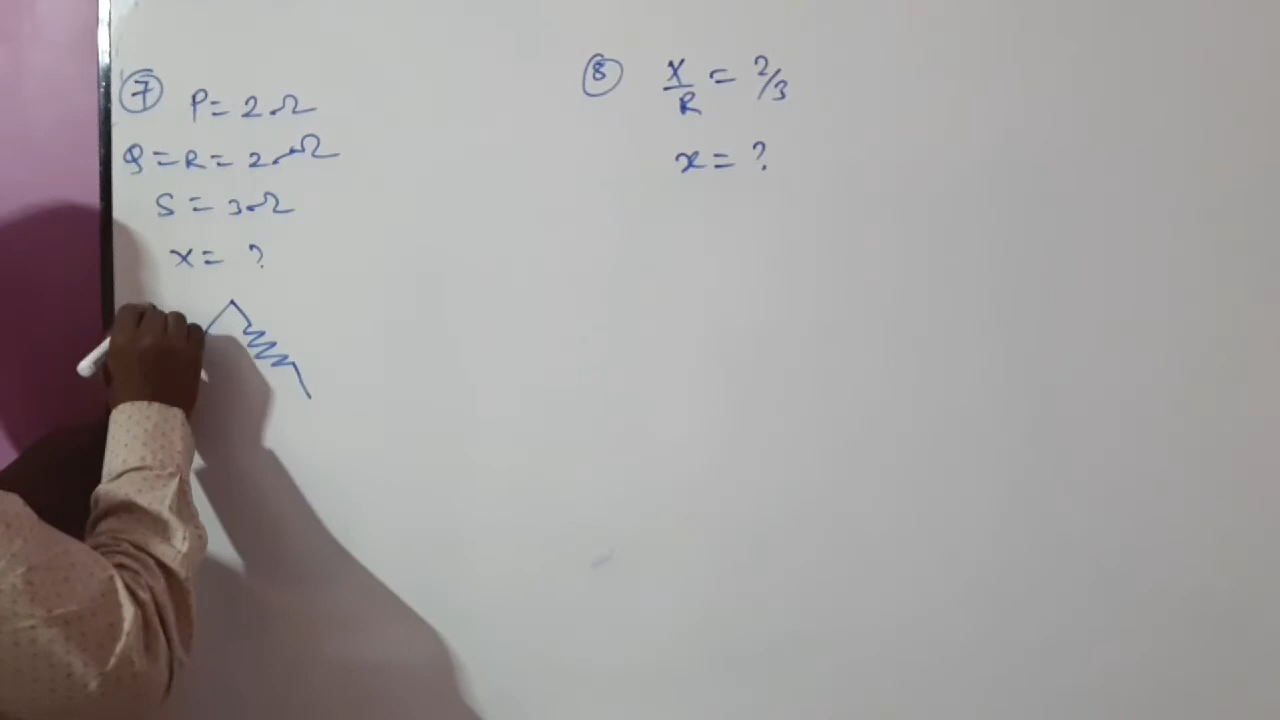 7 P = 2 Ω
Q = R = 2 Ω
S = 3 Ω
x = ?
8 X/R = 2/3
x = ?